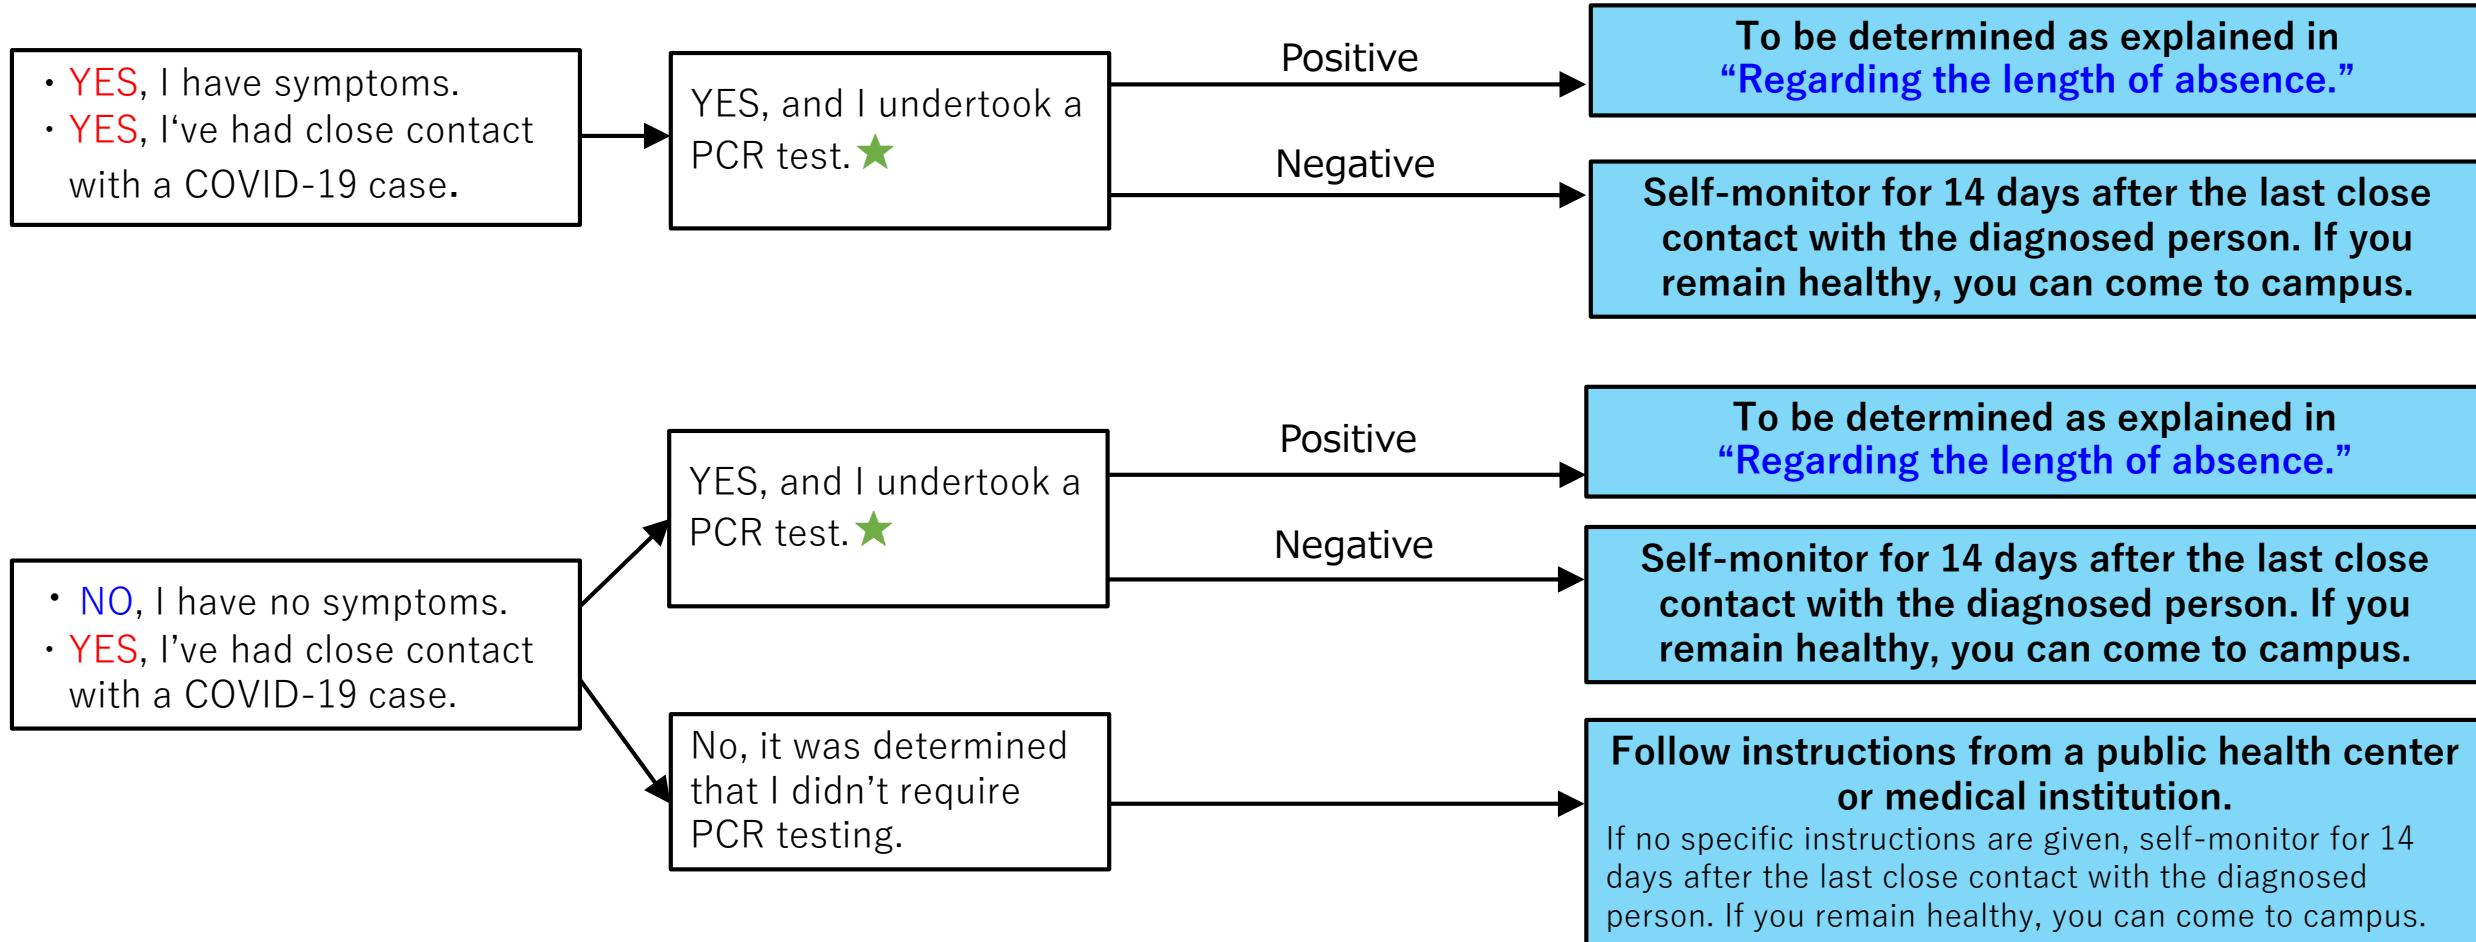 ・YES, I have symptoms.
・YES, I‘ve had close contact
with a COVID-19 case.
YES, and I undertook a
PCR test.★
Positive
To be determined as explained in
“Regarding the length of absence.”
Negative
Self-monitor for 14 days after the last close
contact with the diagnosed person. If you
remain healthy, you can come to campus.
・NO, I have no symptoms.
・YES, I’ve had close contact
with a COVID-19 case.
YES, and I undertook a
PCR test.★
Positive
To be determined as explained in
“Regarding the length of absence.”
Negative
Self-monitor for 14 days after the last close
contact with the diagnosed person. If you
remain healthy, you can come to campus.
No, it was determined
that I didn’t require
PCR testing.
Follow instructions from a public health center
or medical institution.
If no specific instructions are given, self-monitor for 14
days after the last close contact with the diagnosed
person. If you remain healthy, you can come to campus.